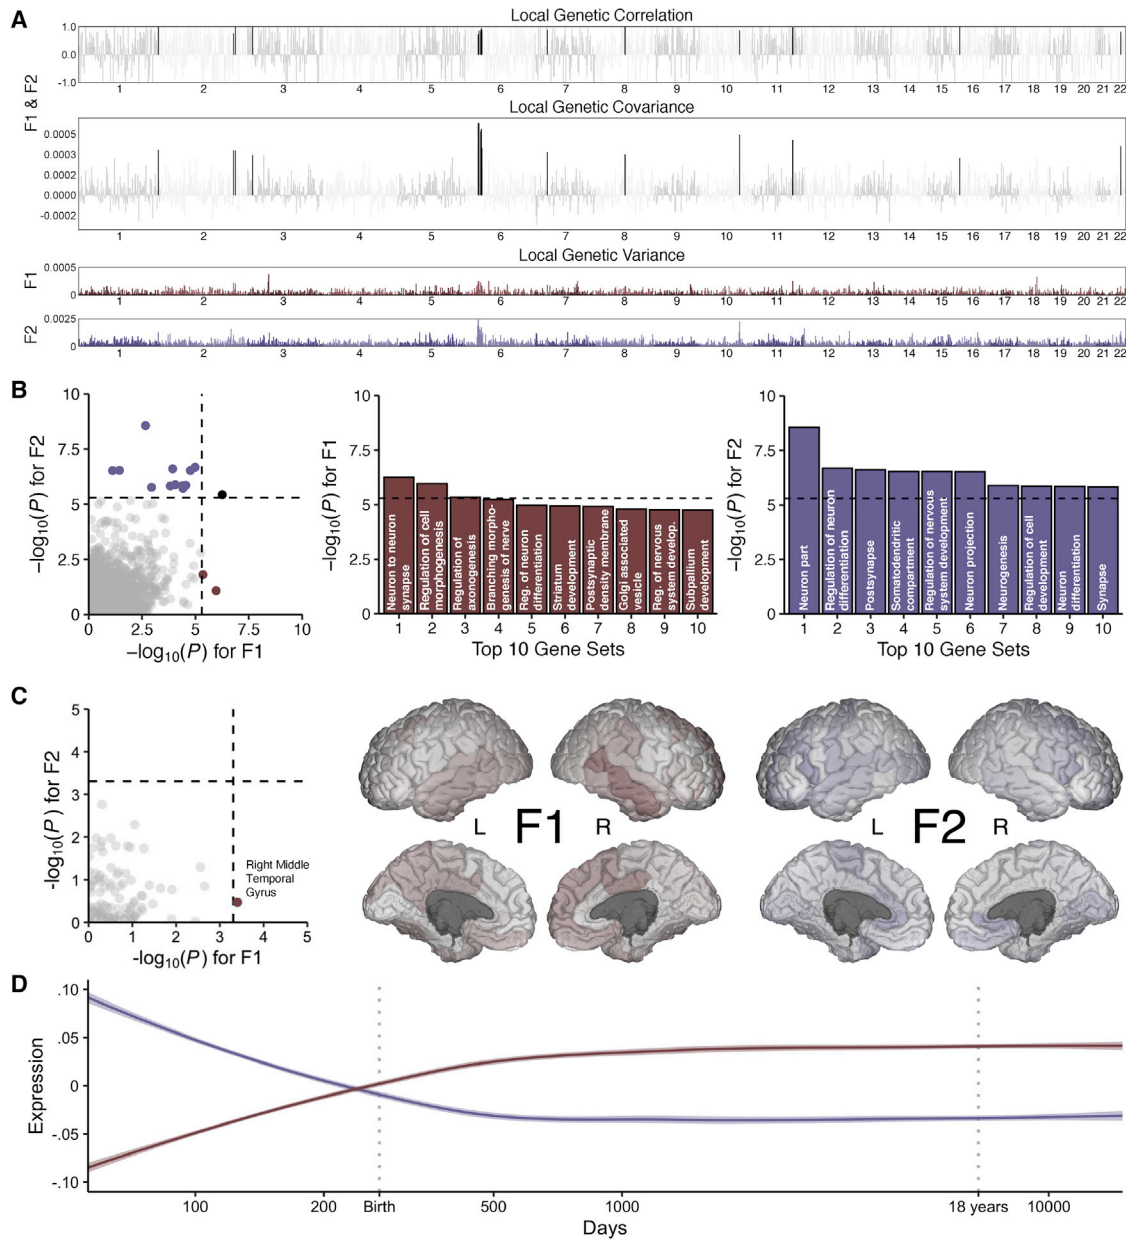 A
Local Genetic Correlation
F1 & F2
1.0
0.0
-1.0
1 2 3 4 5 6 7 8 9 10 11 12 13 14 15 16 17 18 19 20 21 22
Local Genetic Covariance
0.0005
0.0003
0.0000
-0.0002
1 2 3 4 5 6 7 8 9 10 11 12 13 14 15 16 17 18 19 20 21 22
Local Genetic Variance
F1
0.0005
0
1 2 3 4 5 6 7 8 9 10 11 12 13 14 15 16 17 18 19 20 21 22
F2
0.0025
0
1 2 3 4 5 6 7 8 9 10 11 12 13 14 15 16 17 18 19 20 21 22
B
−log10(P) for F2
10
7.5
5
2.5
0
0 2.5 5 7.5 10
−log10(P) for F1
−log10(P) for F1
10
7.5
5
2.5
0
Neuron to neuron
synapse
Regulation of cell
morphogenesis
Regulation of
axonogenesis
Branching morpho-
genesis of nerve
Reg. of neuron
differentiation
Striatum
development
Postsynaptic
density membrane
Golgi associated
vesicle
Reg. of nervous
system develop.
Subpallium
development
1 2 3 4 5 6 7 8 9 10
Top 10 Gene Sets
−log10(P) for F2
10
7.5
5
2.5
0
Neuron part
Regulation of neuron
differentiation
Postsynapse
Somatodendritic
compartment
Regulation of nervous
system development
Neuron projection
Neurogenesis
Regulation of cell
development
Neuron
differentiation
Synapse
1 2 3 4 5 6 7 8 9 10
Top 10 Gene Sets
C
-log10(P) for F2
5
4
3
2
1
0
Right Middle
Temporal
Gyrus
0 1 2 3 4 5
-log10(P) for F1
L F1 R
L F2 R
D
Expression
.10
.05
0
-.05
-.10
100 200 Birth 500 1000 18 years 10000
Days